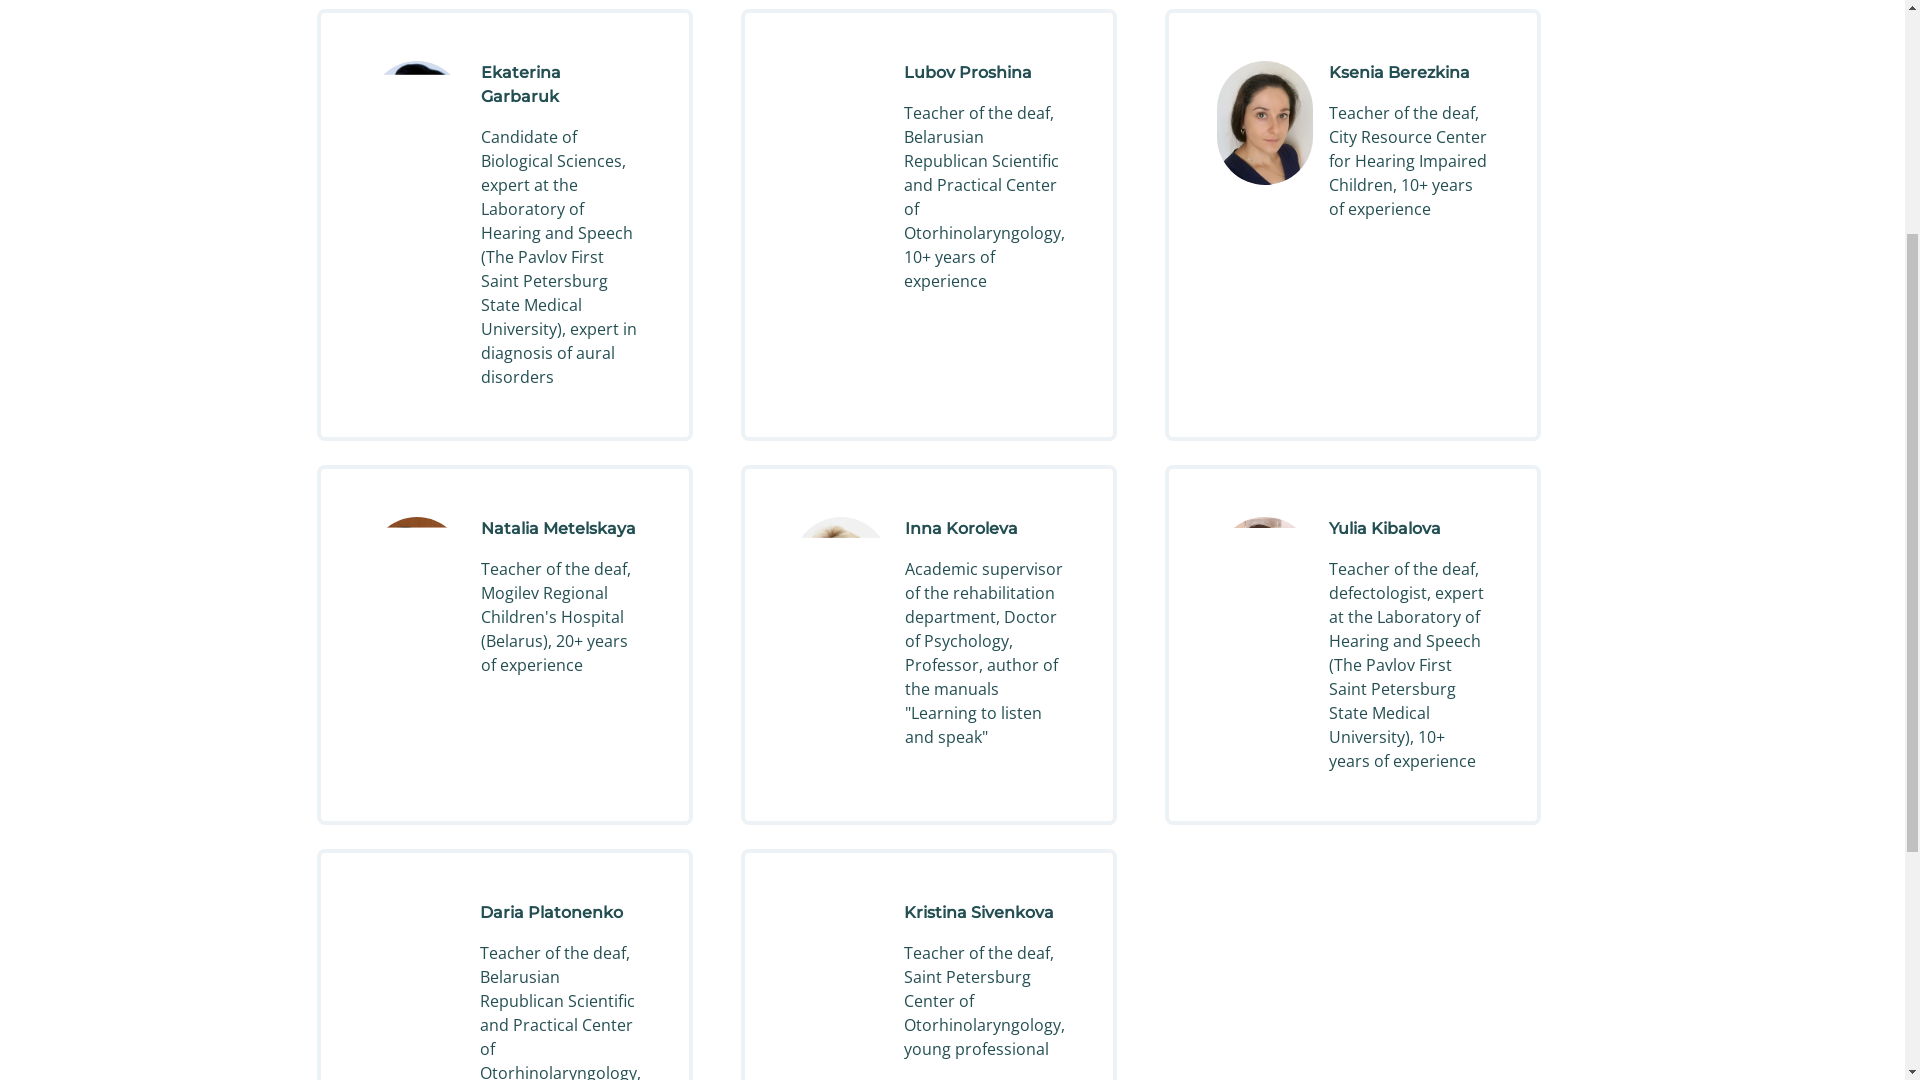 Ekaterina
Garbaruk
Candidate of
Biological Sciences,
expert at the
Laboratory of
Hearing and Speech
(The Pavlov First
Saint Petersburg
State Medical
University), expert in
diagnosis of aural
disorders
Lubov Proshina
Teacher of the deaf,
Belarusian
Republican Scientific
and Practical Center
of
Otorhinolaryngology,
10+ years of
experience
Ksenia Berezkina
Teacher of the deaf,
City Resource Center
for Hearing Impaired
Children, 10+ years
of experience
Natalia Metelskaya
Teacher of the deaf,
Mogilev Regional
Children's Hospital
(Belarus), 20+ years
of experience
Inna Koroleva
Academic supervisor
of the rehabilitation
department, Doctor
of Psychology,
Professor, author of
the manuals
"Learning to listen
and speak"
Yulia Kibalova
Teacher of the deaf,
defectologist, expert
at the Laboratory of
Hearing and Speech
(The Pavlov First
Saint Petersburg
State Medical
University), 10+
years of experience
Daria Platonenko
Teacher of the deaf,
Belarusian
Republican Scientific
and Practical Center
of
Otorhinolaryngology,
Kristina Sivenkova
Teacher of the deaf,
Saint Petersburg
Center of
Otorhinolaryngology,
young professional